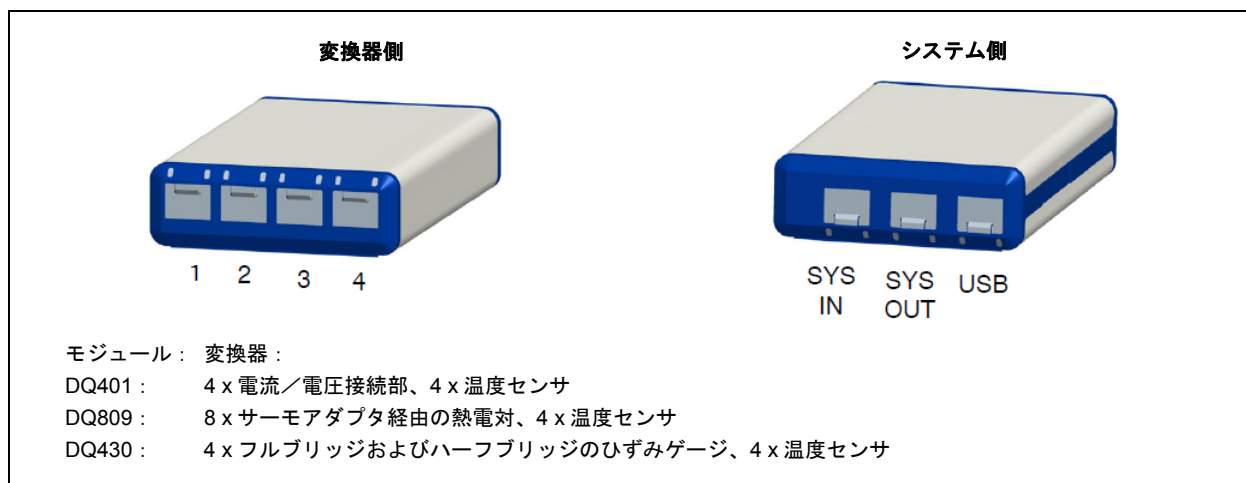 変換器側
システム側
1 2 3 4
SYS IN
SYS OUT
USB
モジュール： 変換器：
DQ401： 4 x 電流／電圧接続部、4 x 温度センサ
DQ809： 8 x サーモアダプタ経由の熱電対、4 x 温度センサ
DQ430： 4 x フルブリッジおよびハーフブリッジのひずみゲージ、4 x 温度センサ